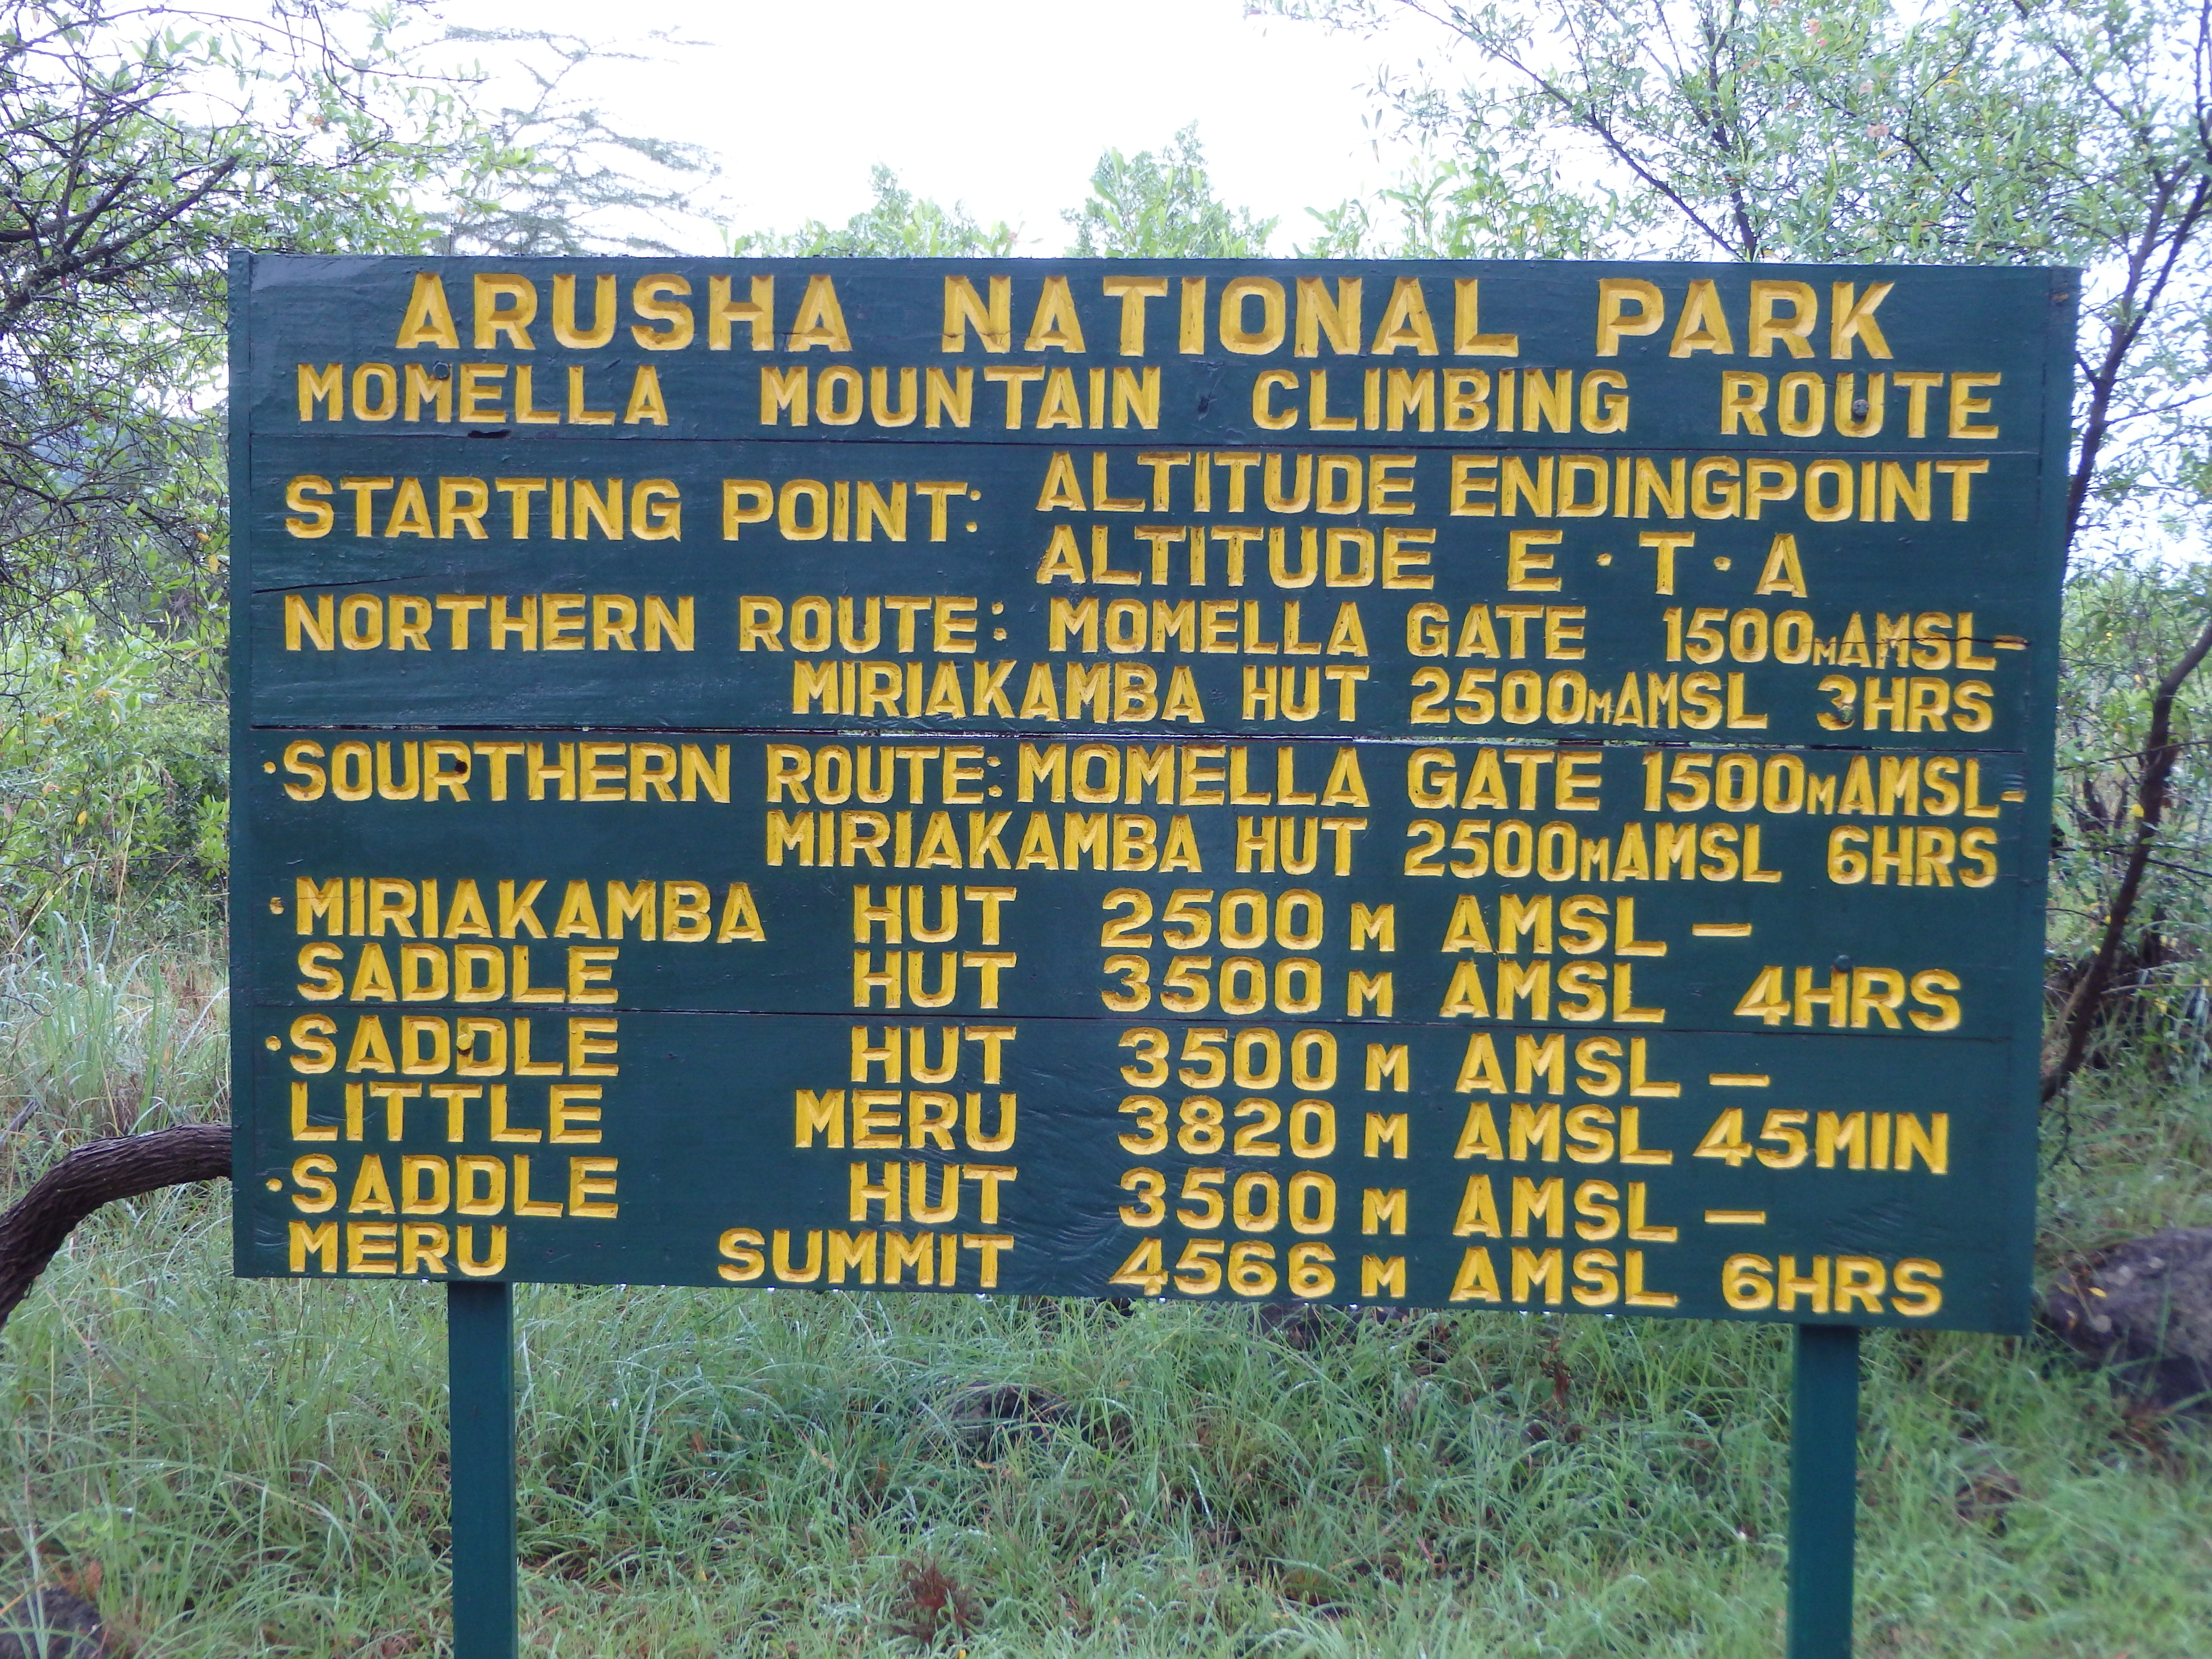 ARUSHA NATIONAL PARK
MOMELLA MOUNTAIN CLIMBING ROUTE
STARTING POINT: ALTITUDE ENDINGPOINT
ALTITUDE E·T·A
NORTHERN ROUTE: MOMELLA GATE 1500MAMSL-
MIRIAKAMBA HUT 2500MAMSL 3HRS
·SOURTHERN ROUTE: MOMELLA GATE 1500MAMSL-
MIRIAKAMBA HUT 2500MAMSL 6HRS
·MIRIAKAMBA HUT 2500 M AMSL –
SADDLE HUT 3500 M AMSL 4HRS
·SADDLE HUT 3500 M AMSL –
LITTLE MERU 3820 M AMSL 45MIN
·SADDLE HUT 3500 M AMSL –
MERU SUMMIT 4566 M AMSL 6HRS